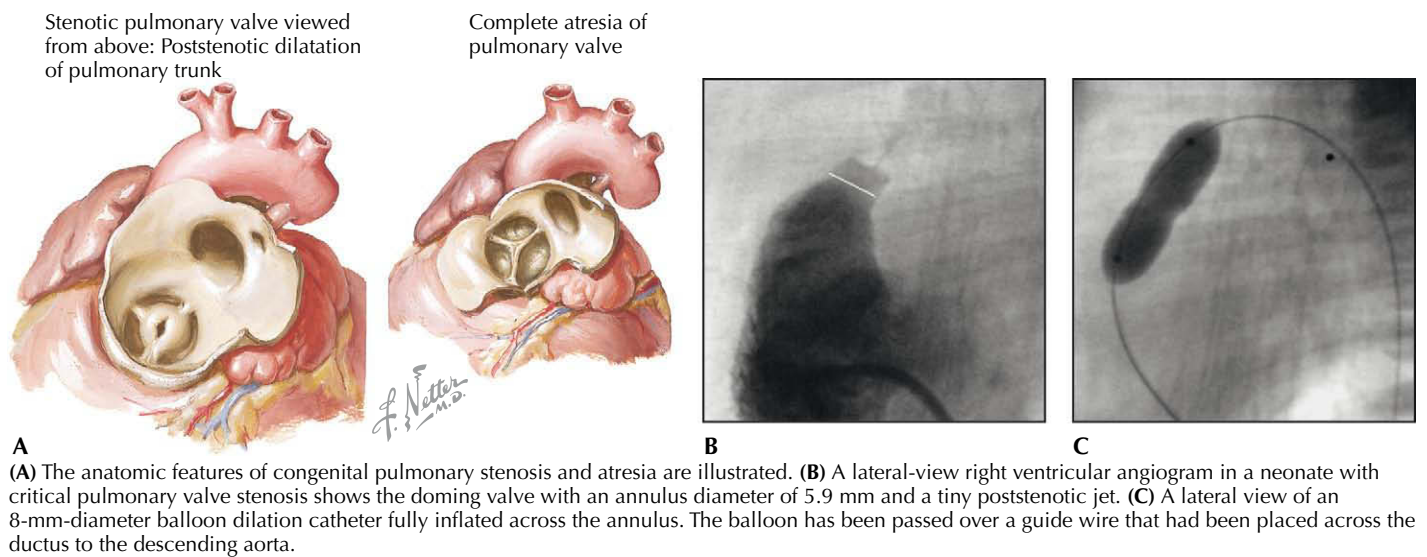 Stenotic pulmonary valve viewed
from above: Poststenotic dilatation
of pulmonary trunk
Complete atresia of
pulmonary valve
F. Netter
M.D.
A
B
C
(A) The anatomic features of congenital pulmonary stenosis and atresia are illustrated. (B) A lateral-view right ventricular angiogram in a neonate with
critical pulmonary valve stenosis shows the doming valve with an annulus diameter of 5.9 mm and a tiny poststenotic jet. (C) A lateral view of an
8-mm-diameter balloon dilation catheter fully inflated across the annulus. The balloon has been passed over a guide wire that had been placed across the
ductus to the descending aorta.